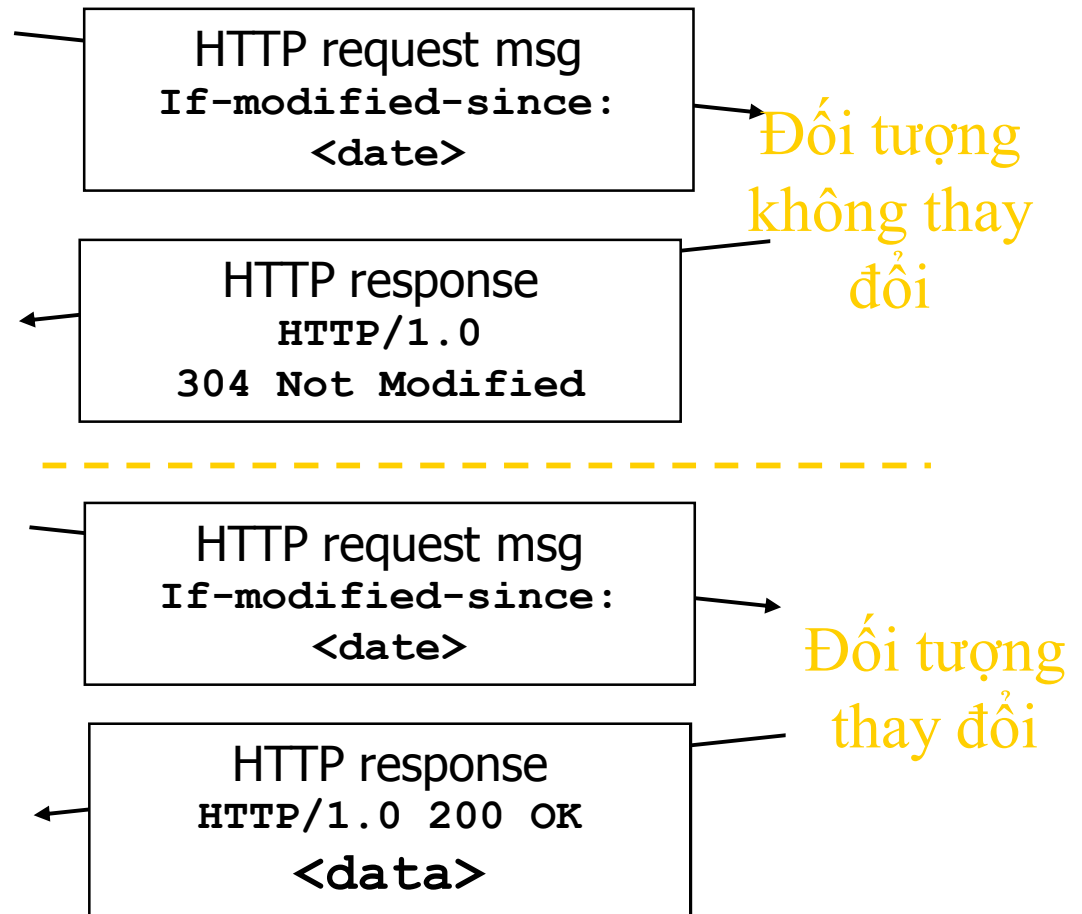 HTTP request msg
If-modified-since:
<date>
Đối tượng
không thay
đổi
HTTP response
HTTP/1.0
304 Not Modified
HTTP request msg
If-modified-since:
<date>
Đối tượng
thay đổi
HTTP response
HTTP/1.0 200 OK
<data>